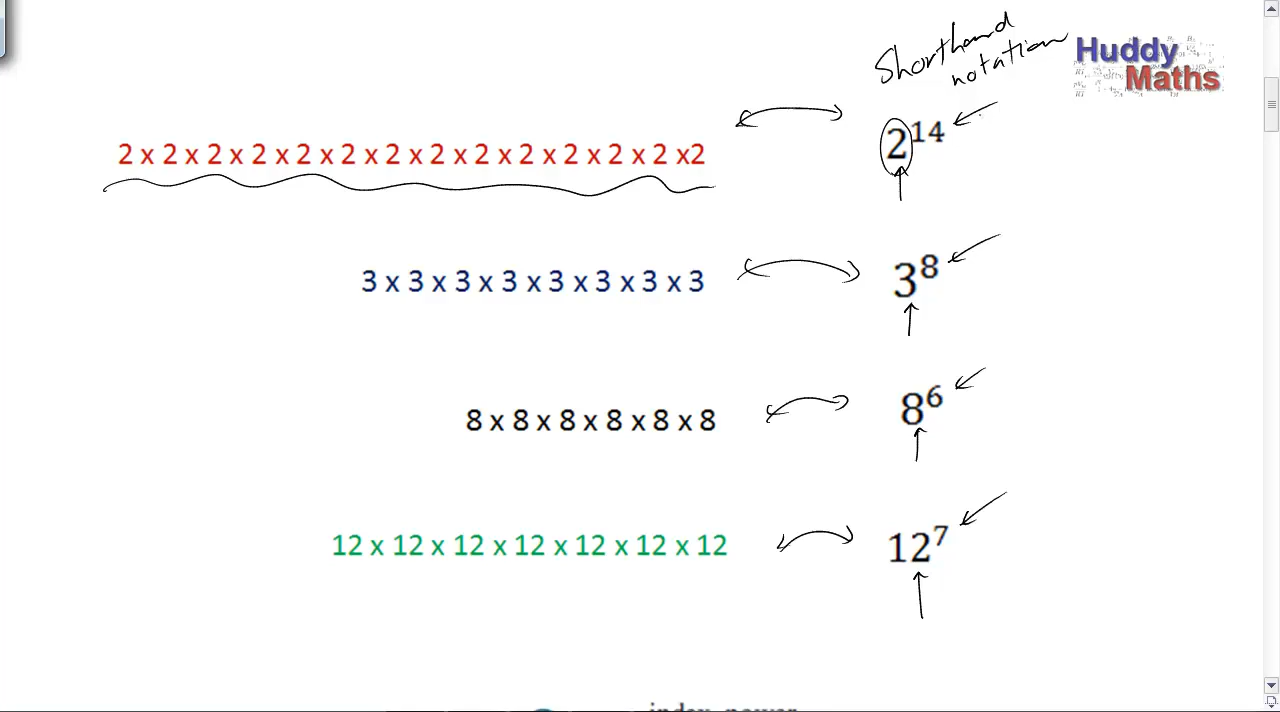 Shorthand
notation
Huddy
Maths
2 x 2 x 2 x 2 x 2 x 2 x 2 x 2 x 2 x 2 x 2 x 2 x 2 x2
2¹⁴
3 x 3 x 3 x 3 x 3 x 3 x 3 x 3
3⁸
8 x 8 x 8 x 8 x 8 x 8
8⁶
12 x 12 x 12 x 12 x 12 x 12 x 12
12⁷
index, power